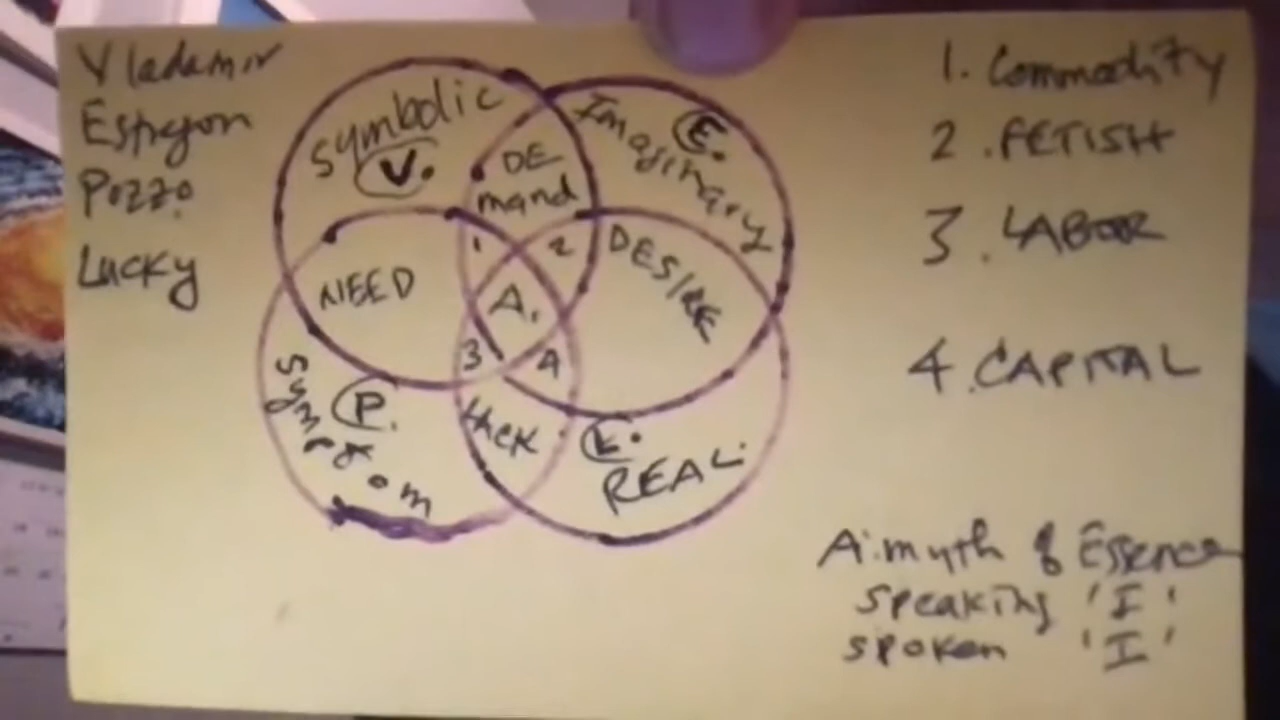 Vladamir
Estragon
Pozzo.
Lucky
Symbolic
V.
DE
mand
Imaginary
E.
NEED
1
2
DESIRE
A.
3
4
Symptom
P.
LACK
L.
REAL.
1. Commodity
2. FETISH
3. LABOR
4. CAPITAL
A: myth of Essence
speaking 'I'
spoken 'I'